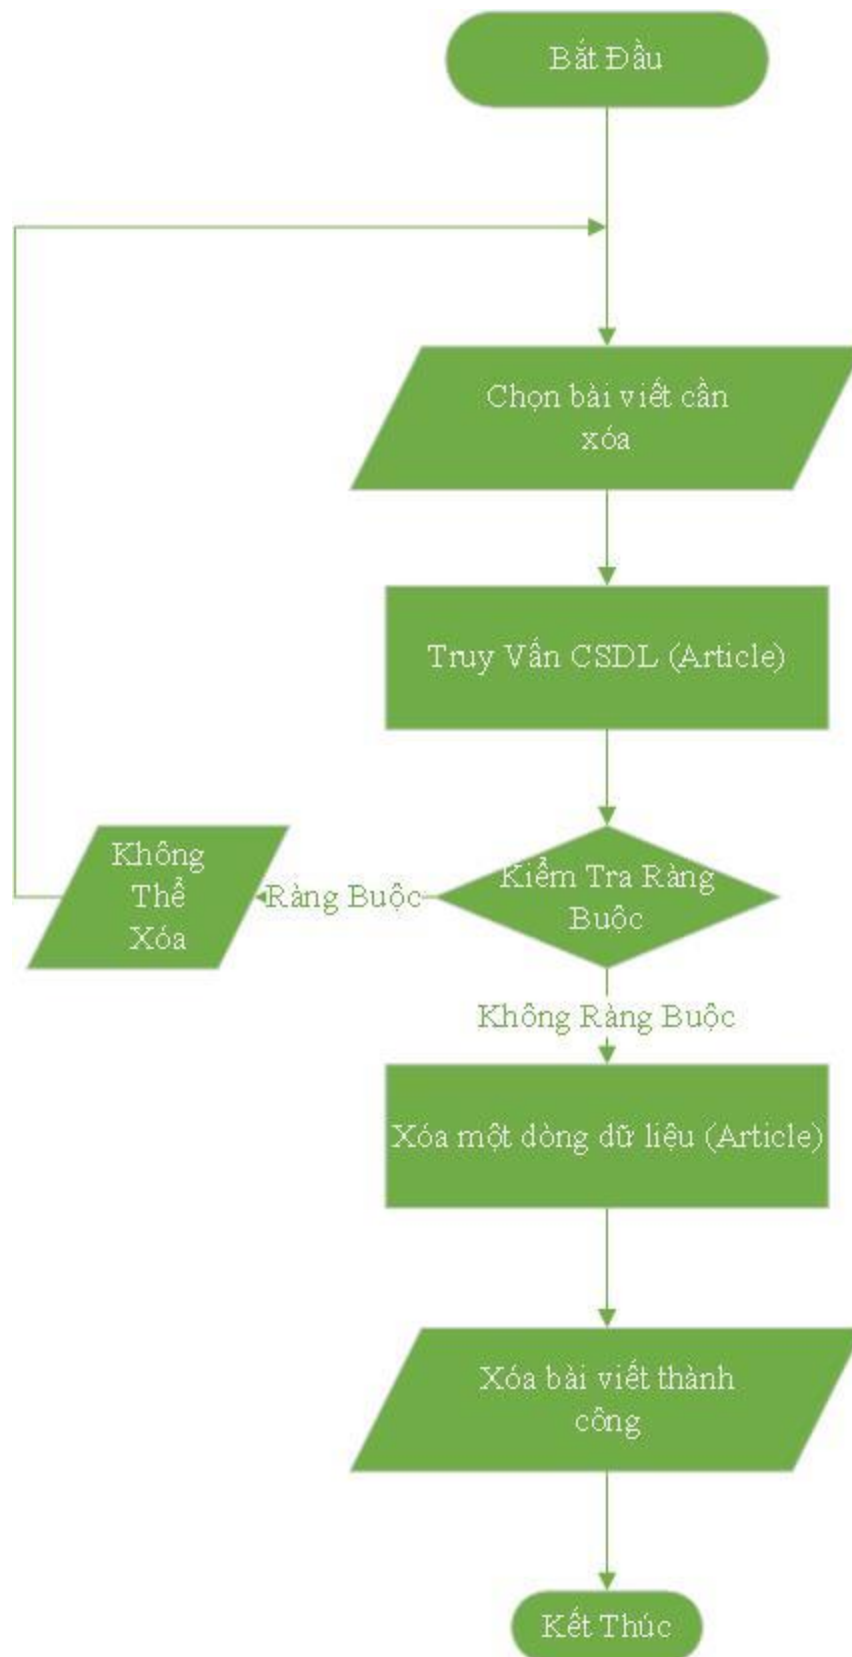 Bắt Đầu
Chọn bài viết cần
xóa
Truy Vấn CSDL (Article)
Kiểm Tra Ràng
Buộc
Ràng Buộc
Không
Thể
Xóa
Không Ràng Buộc
Xóa một dòng dữ liệu (Article)
Xóa bài viết thành
công
Kết Thúc